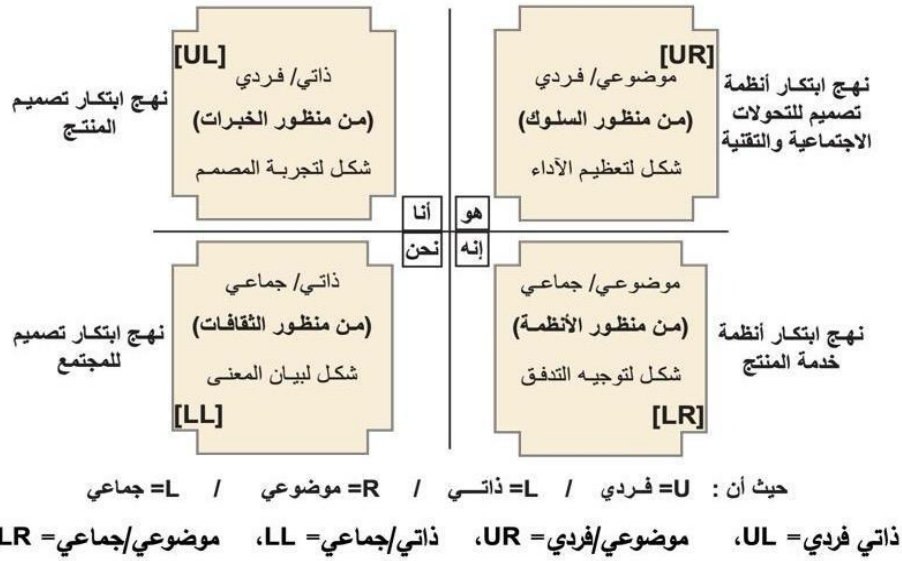 [UR]
موضوعي/ فردي
(من منظور السلوك)
شكل لتعظيم الآداء
نهج ابتكار أنظمة
تصميم للتحولات
الاجتماعية والتقنية
[UL]
ذاتي/ فردي
(من منظور الخبرات)
شكل لتجربة المصمم
نهج ابتكار تصميم
المنتج
هو
أنا
إنه
نحن
موضوعي/ جماعي
(من منظور الأنظمة)
شكل لتوجيه التدفق
[LR]
نهج ابتكار أنظمة
خدمة المنتج
ذاتي/ جماعي
(من منظور الثقافات)
شكل لبيان المعنى
[LL]
نهج ابتكار تصميم
للمجتمع
حيث أن : U= فردي / L= ذاتي / R= موضوعي / L= جماعي
ذاتي فردي= UL، موضوعي/فردي= UR، ذاتي/جماعي= LL، موضوعي/جماعي= LR